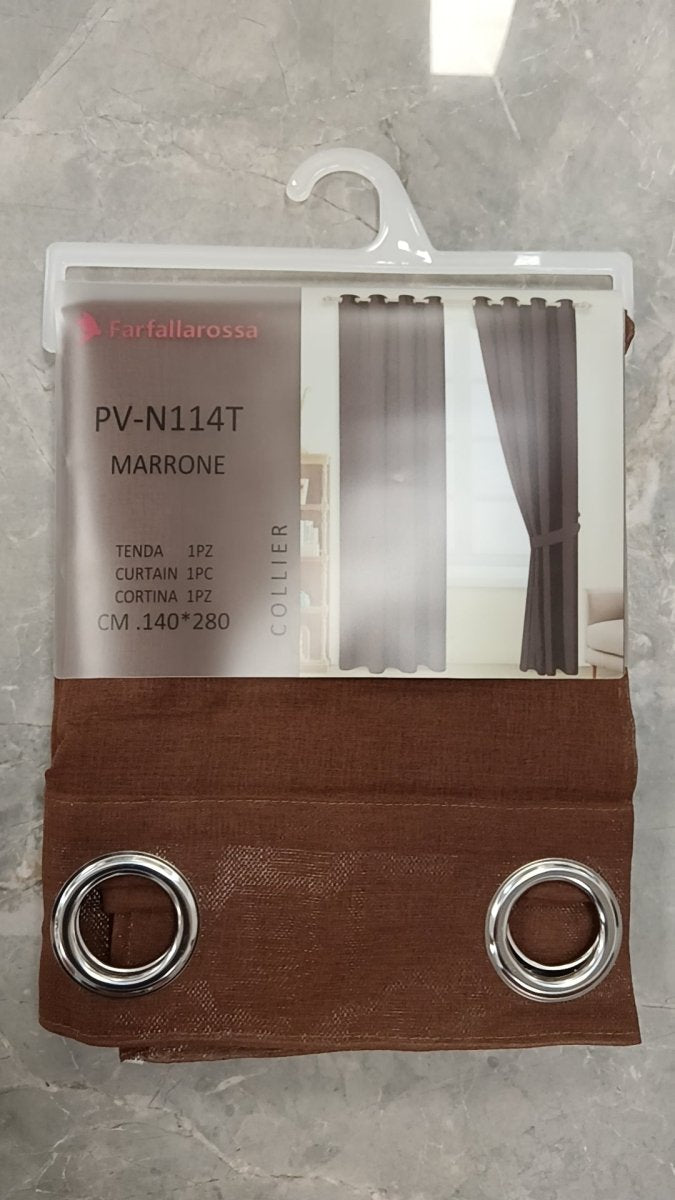 Farfallarossa
PV-N114T
MARRONE
TENDA 1PZ
CURTAIN 1PC
CORTINA 1PZ
CM .140*280
COLLIER